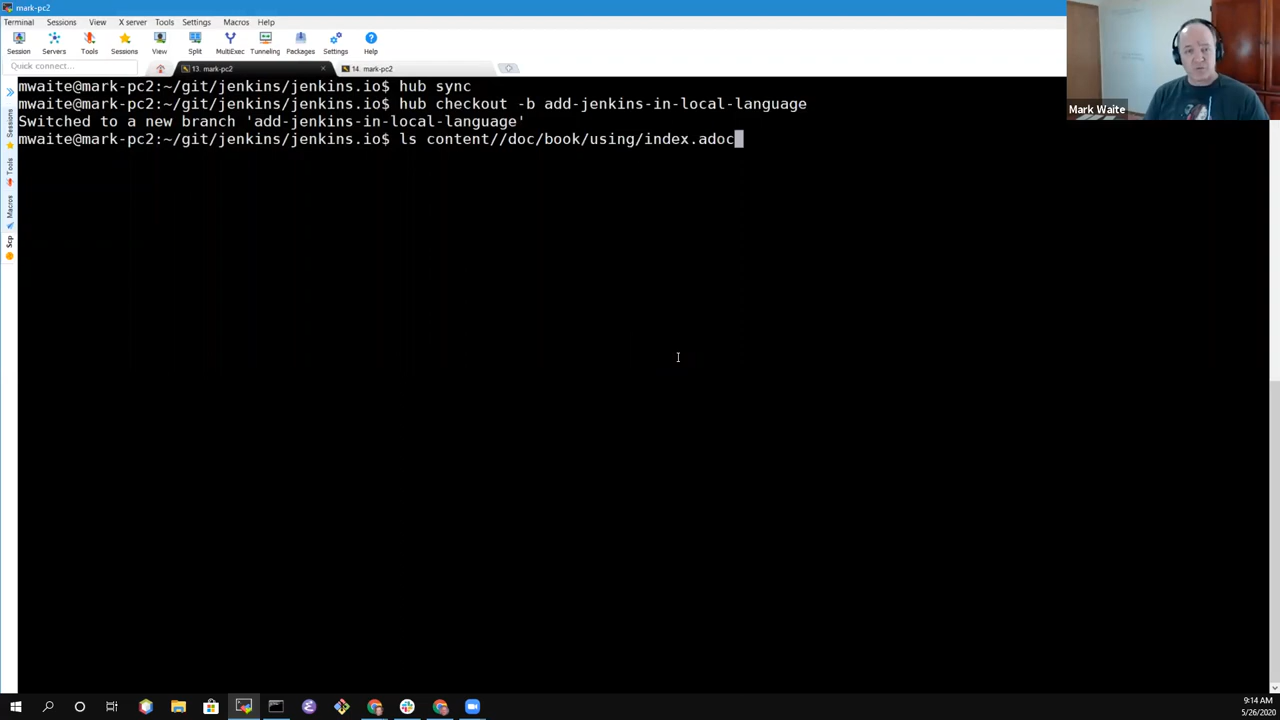 mark-pc2
Terminal Sessions View X server Tools Settings Macros Help
Session Servers Tools Sessions View Split MultiExec Tunneling Packages Settings Help
Quick connect...
13. mark-pc2
14. mark-pc2
mwaite@mark-pc2:~/git/jenkins/jenkins.io$ hub sync
mwaite@mark-pc2:~/git/jenkins/jenkins.io$ hub checkout -b add-jenkins-in-local-language
Switched to a new branch 'add-jenkins-in-local-language'
mwaite@mark-pc2:~/git/jenkins/jenkins.io$ ls content//doc/book/using/index.adoc
Sessions
Tools
Macros
Scp
Mark Waite
9:14 AM
5/26/2020